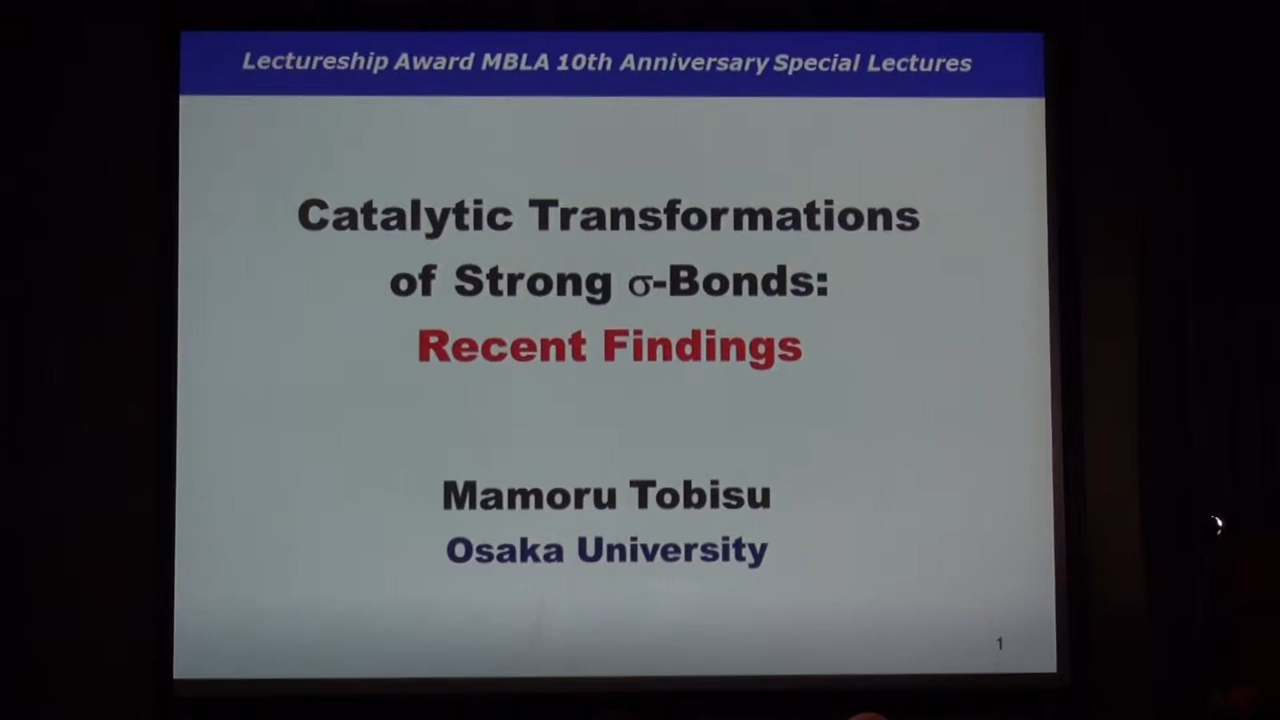 Lectureship Award MBLA 10th Anniversary Special Lectures
Catalytic Transformations
of Strong σ-Bonds:
Recent Findings
Mamoru Tobisu
Osaka University
1